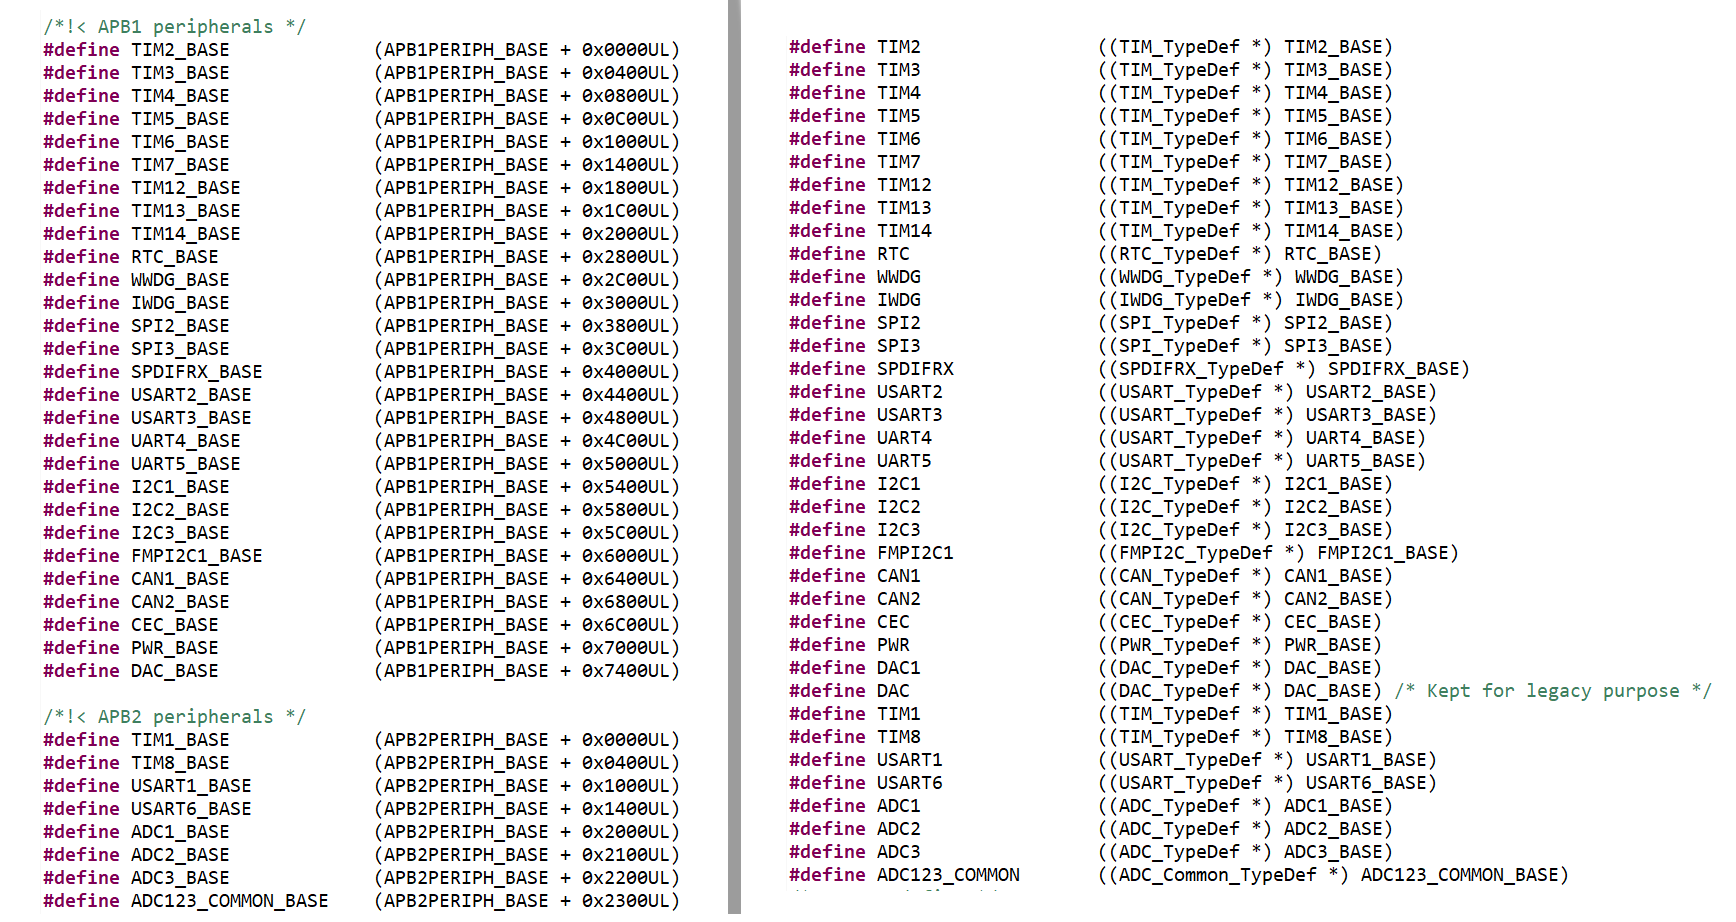 /*!< APB1 peripherals */
#define TIM2_BASE             (APB1PERIPH_BASE + 0x0000UL)
#define TIM3_BASE             (APB1PERIPH_BASE + 0x0400UL)
#define TIM4_BASE             (APB1PERIPH_BASE + 0x0800UL)
#define TIM5_BASE             (APB1PERIPH_BASE + 0x0C00UL)
#define TIM6_BASE             (APB1PERIPH_BASE + 0x1000UL)
#define TIM7_BASE             (APB1PERIPH_BASE + 0x1400UL)
#define TIM12_BASE            (APB1PERIPH_BASE + 0x1800UL)
#define TIM13_BASE            (APB1PERIPH_BASE + 0x1C00UL)
#define TIM14_BASE            (APB1PERIPH_BASE + 0x2000UL)
#define RTC_BASE              (APB1PERIPH_BASE + 0x2800UL)
#define WWDG_BASE             (APB1PERIPH_BASE + 0x2C00UL)
#define IWDG_BASE             (APB1PERIPH_BASE + 0x3000UL)
#define SPI2_BASE             (APB1PERIPH_BASE + 0x3800UL)
#define SPI3_BASE             (APB1PERIPH_BASE + 0x3C00UL)
#define SPDIFRX_BASE          (APB1PERIPH_BASE + 0x4000UL)
#define USART2_BASE           (APB1PERIPH_BASE + 0x4400UL)
#define USART3_BASE           (APB1PERIPH_BASE + 0x4800UL)
#define UART4_BASE            (APB1PERIPH_BASE + 0x4C00UL)
#define UART5_BASE            (APB1PERIPH_BASE + 0x5000UL)
#define I2C1_BASE             (APB1PERIPH_BASE + 0x5400UL)
#define I2C2_BASE             (APB1PERIPH_BASE + 0x5800UL)
#define I2C3_BASE             (APB1PERIPH_BASE + 0x5C00UL)
#define FMPI2C1_BASE          (APB1PERIPH_BASE + 0x6000UL)
#define CAN1_BASE             (APB1PERIPH_BASE + 0x6400UL)
#define CAN2_BASE             (APB1PERIPH_BASE + 0x6800UL)
#define CEC_BASE              (APB1PERIPH_BASE + 0x6C00UL)
#define PWR_BASE              (APB1PERIPH_BASE + 0x7000UL)
#define DAC_BASE              (APB1PERIPH_BASE + 0x7400UL)
/*!< APB2 peripherals */
#define TIM1_BASE             (APB2PERIPH_BASE + 0x0000UL)
#define TIM8_BASE             (APB2PERIPH_BASE + 0x0400UL)
#define USART1_BASE           (APB2PERIPH_BASE + 0x1000UL)
#define USART6_BASE           (APB2PERIPH_BASE + 0x1400UL)
#define ADC1_BASE             (APB2PERIPH_BASE + 0x2000UL)
#define ADC2_BASE             (APB2PERIPH_BASE + 0x2100UL)
#define ADC3_BASE             (APB2PERIPH_BASE + 0x2200UL)
#define ADC123_COMMON_BASE    (APB2PERIPH_BASE + 0x2300UL)
#define TIM2                ((TIM_TypeDef *) TIM2_BASE)
#define TIM3                ((TIM_TypeDef *) TIM3_BASE)
#define TIM4                ((TIM_TypeDef *) TIM4_BASE)
#define TIM5                ((TIM_TypeDef *) TIM5_BASE)
#define TIM6                ((TIM_TypeDef *) TIM6_BASE)
#define TIM7                ((TIM_TypeDef *) TIM7_BASE)
#define TIM12               ((TIM_TypeDef *) TIM12_BASE)
#define TIM13               ((TIM_TypeDef *) TIM13_BASE)
#define TIM14               ((TIM_TypeDef *) TIM14_BASE)
#define RTC                 ((RTC_TypeDef *) RTC_BASE)
#define WWDG                ((WWDG_TypeDef *) WWDG_BASE)
#define IWDG                ((IWDG_TypeDef *) IWDG_BASE)
#define SPI2                ((SPI_TypeDef *) SPI2_BASE)
#define SPI3                ((SPI_TypeDef *) SPI3_BASE)
#define SPDIFRX             ((SPDIFRX_TypeDef *) SPDIFRX_BASE)
#define USART2              ((USART_TypeDef *) USART2_BASE)
#define USART3              ((USART_TypeDef *) USART3_BASE)
#define UART4               ((USART_TypeDef *) UART4_BASE)
#define UART5               ((USART_TypeDef *) UART5_BASE)
#define I2C1                ((I2C_TypeDef *) I2C1_BASE)
#define I2C2                ((I2C_TypeDef *) I2C2_BASE)
#define I2C3                ((I2C_TypeDef *) I2C3_BASE)
#define FMPI2C1             ((FMPI2C_TypeDef *) FMPI2C1_BASE)
#define CAN1                ((CAN_TypeDef *) CAN1_BASE)
#define CAN2                ((CAN_TypeDef *) CAN2_BASE)
#define CEC                 ((CEC_TypeDef *) CEC_BASE)
#define PWR                 ((PWR_TypeDef *) PWR_BASE)
#define DAC1                ((DAC_TypeDef *) DAC_BASE)
#define DAC                 ((DAC_TypeDef *) DAC_BASE) /* Kept for legacy purpose */
#define TIM1                ((TIM_TypeDef *) TIM1_BASE)
#define TIM8                ((TIM_TypeDef *) TIM8_BASE)
#define USART1              ((USART_TypeDef *) USART1_BASE)
#define USART6              ((USART_TypeDef *) USART6_BASE)
#define ADC1                ((ADC_TypeDef *) ADC1_BASE)
#define ADC2                ((ADC_TypeDef *) ADC2_BASE)
#define ADC3                ((ADC_TypeDef *) ADC3_BASE)
#define ADC123_COMMON       ((ADC_Common_TypeDef *) ADC123_COMMON_BASE)